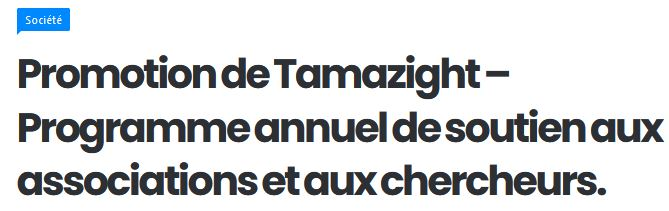 Société
Promotion de Tamazight –
Programme annuel de soutien aux
associations et aux chercheurs.